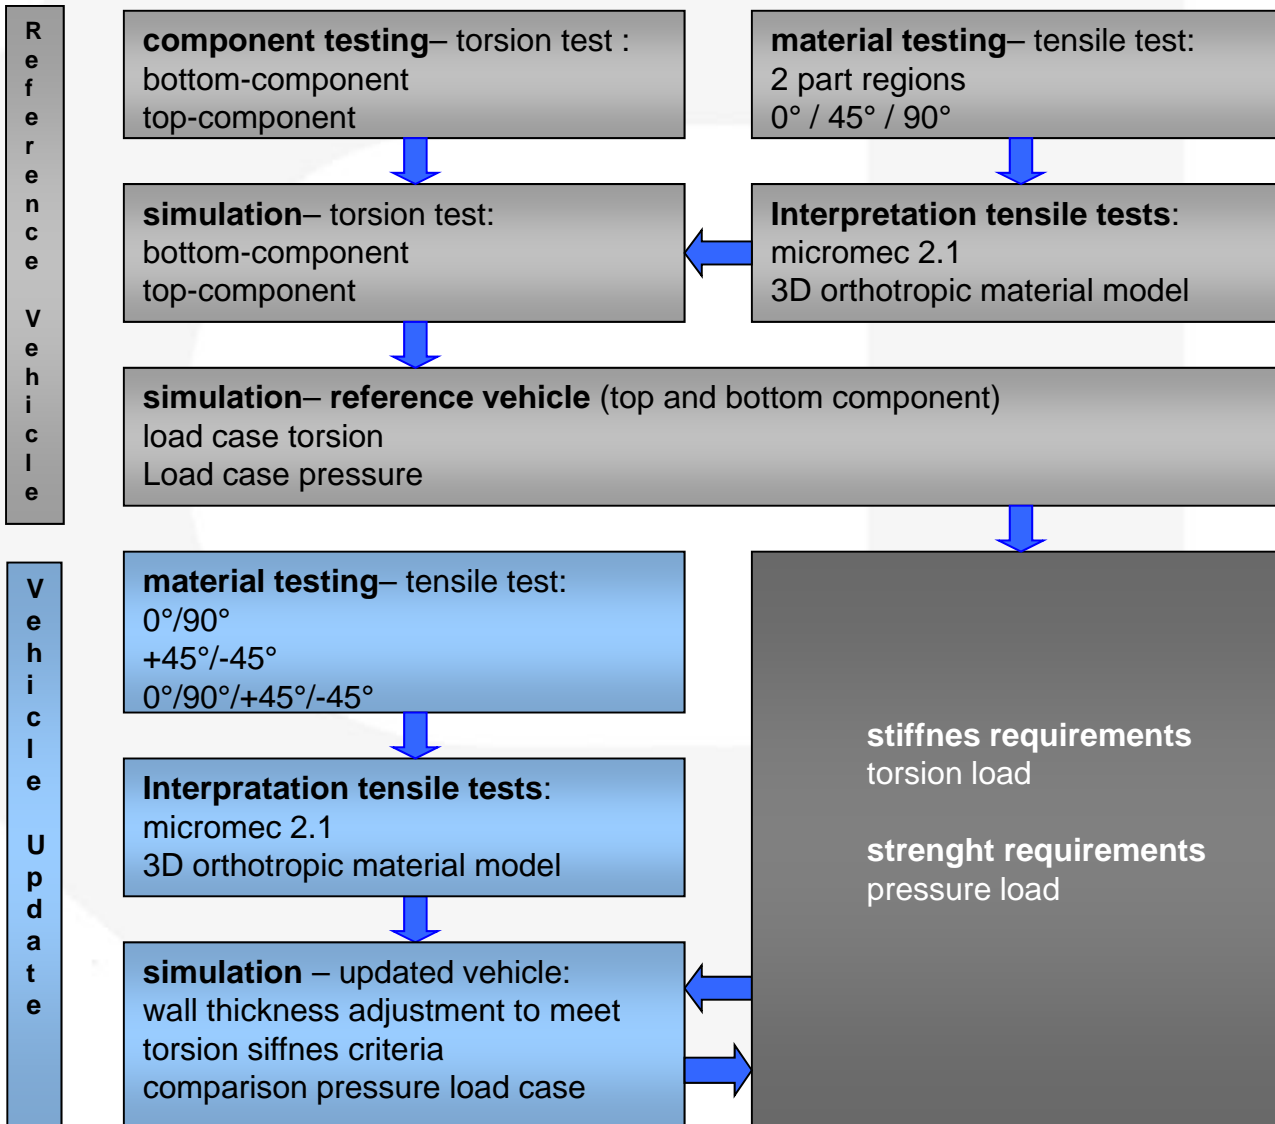 Reference Vehicle
component testing– torsion test :
bottom-component
top-component
material testing– tensile test:
2 part regions
0° / 45° / 90°
simulation– torsion test:
bottom-component
top-component
Interpretation tensile tests:
micromec 2.1
3D orthotropic material model
simulation– reference vehicle (top and bottom component)
load case torsion
Load case pressure
Vehicle Update
material testing– tensile test:
0°/90°
+45°/-45°
0°/90°/+45°/-45°
Interpratation tensile tests:
micromec 2.1
3D orthotropic material model
simulation – updated vehicle:
wall thickness adjustment to meet
torsion siffnes criteria
comparison pressure load case
stiffnes requirements
torsion load
strenght requirements
pressure load